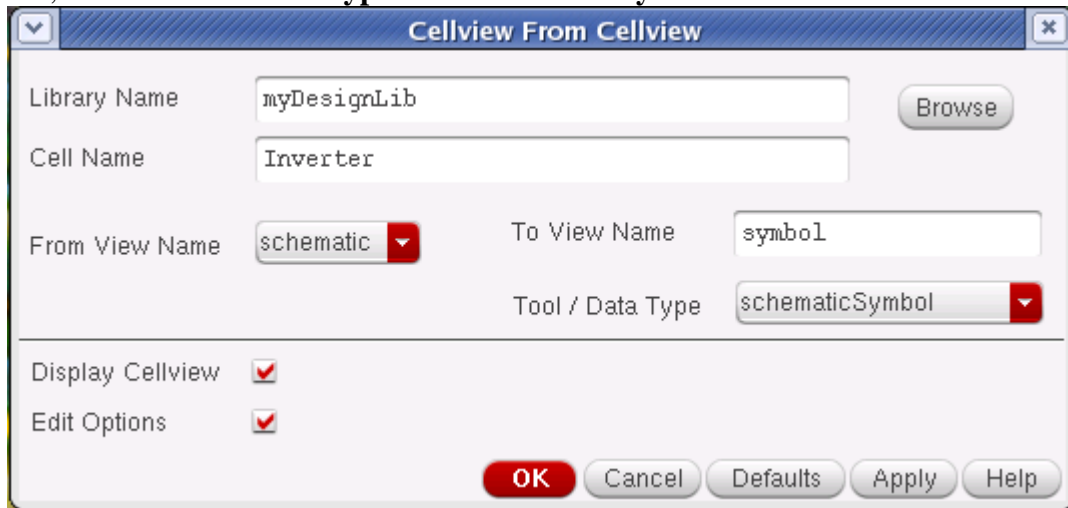 Cellview From Cellview
Library Name myDesignLib Browse
Cell Name Inverter
From View Name schematic To View Name symbol
Tool / Data Type schematicSymbol
Display Cellview
Edit Options
OK Cancel Defaults Apply Help